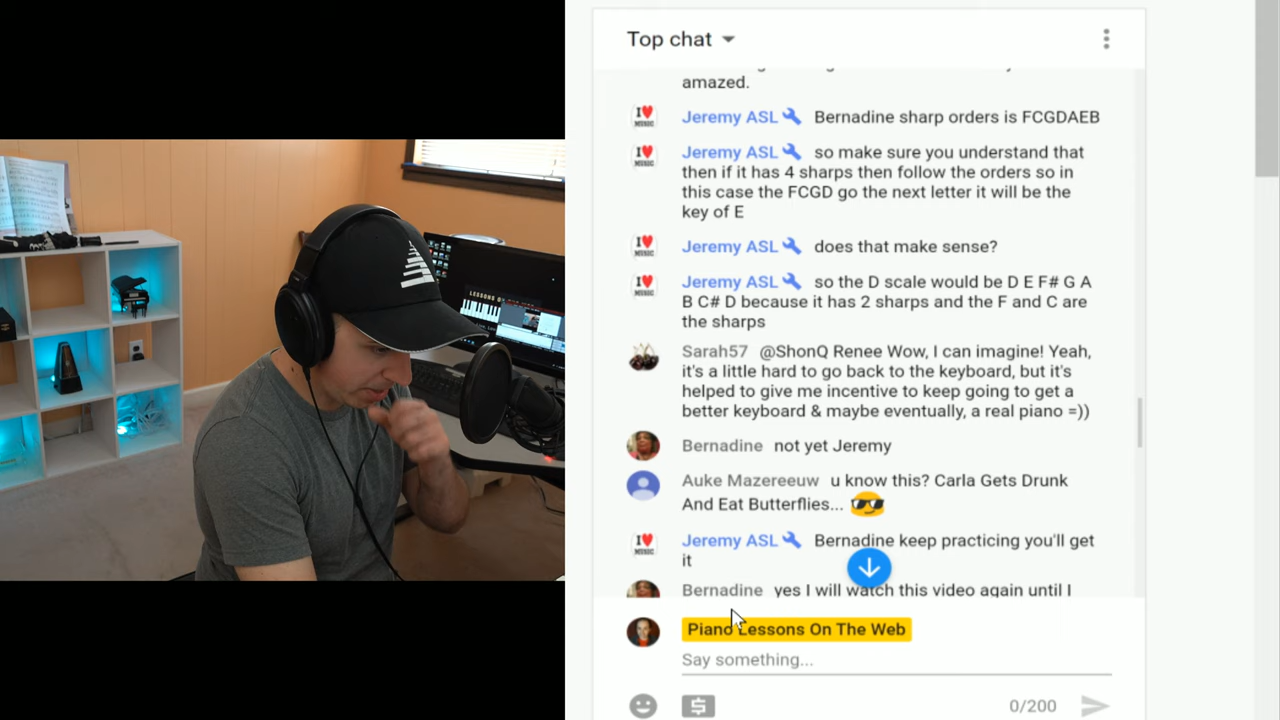 Top chat
amazed.
Jeremy ASL Bernadine sharp orders is FCGDAEB
Jeremy ASL so make sure you understand that
then if it has 4 sharps then follow the orders so in
this case the FCGD go the next letter it will be the
key of E
Jeremy ASL does that make sense?
Jeremy ASL so the D scale would be D E F# G A
B C# D because it has 2 sharps and the F and C are
the sharps
Sarah57 @ShonQ Renee Wow, I can imagine! Yeah,
it's a little hard to go back to the keyboard, but it's
helped to give me incentive to keep going to get a
better keyboard & maybe eventually, a real piano =))
Bernadine not yet Jeremy
Auke Mazereeuw u know this? Carla Gets Drunk
And Eat Butterflies... 😎
Jeremy ASL Bernadine keep practicing you'll get
it
Bernadine yes I will watch this video again until I
Piano Lessons On The Web
Say something...
0/200
I ♥ MUSIC
I ♥ MUSIC
I ♥ MUSIC
I ♥ MUSIC
I ♥ MUSIC
LESSONS ON